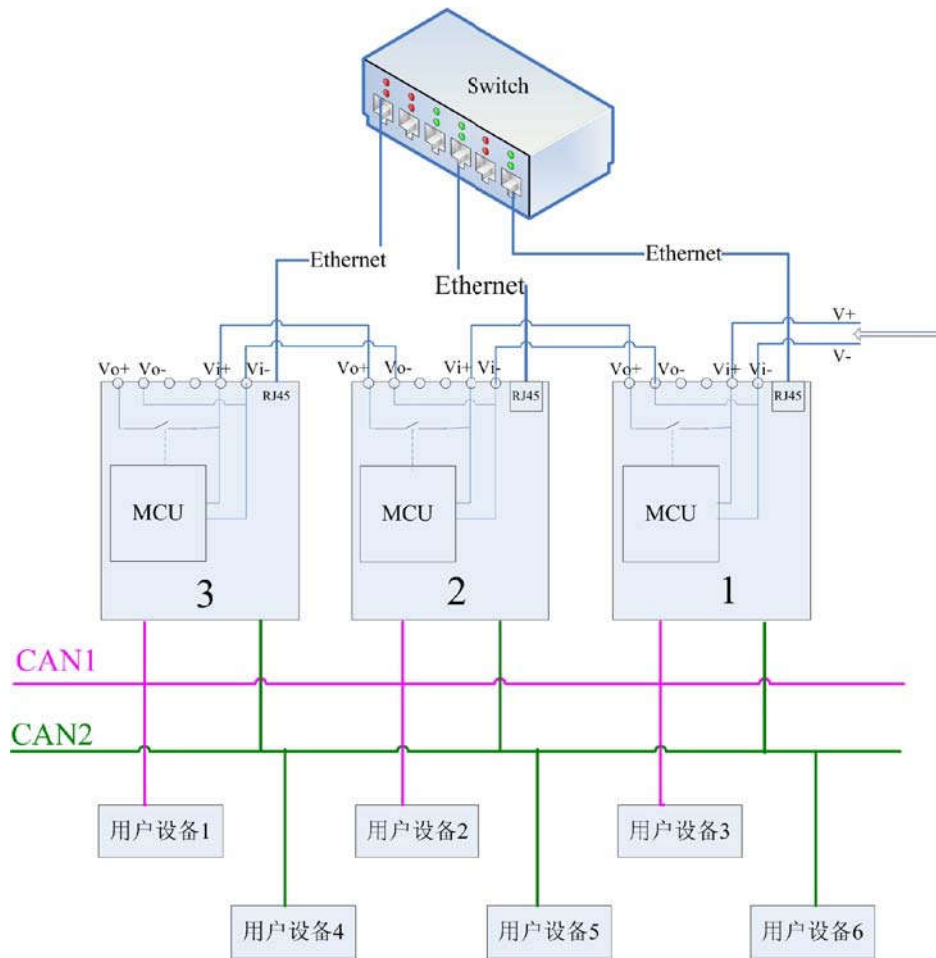 Switch
Ethernet
Ethernet
Ethernet
V+
V-
Vo+ Vo- Vi+ Vi-
Vo+ Vo- Vi+ Vi-
Vo+ Vo- Vi+ Vi-
RJ45
RJ45
RJ45
MCU
MCU
MCU
3
2
1
CAN1
CAN2
用户设备1
用户设备2
用户设备3
用户设备4
用户设备5
用户设备6